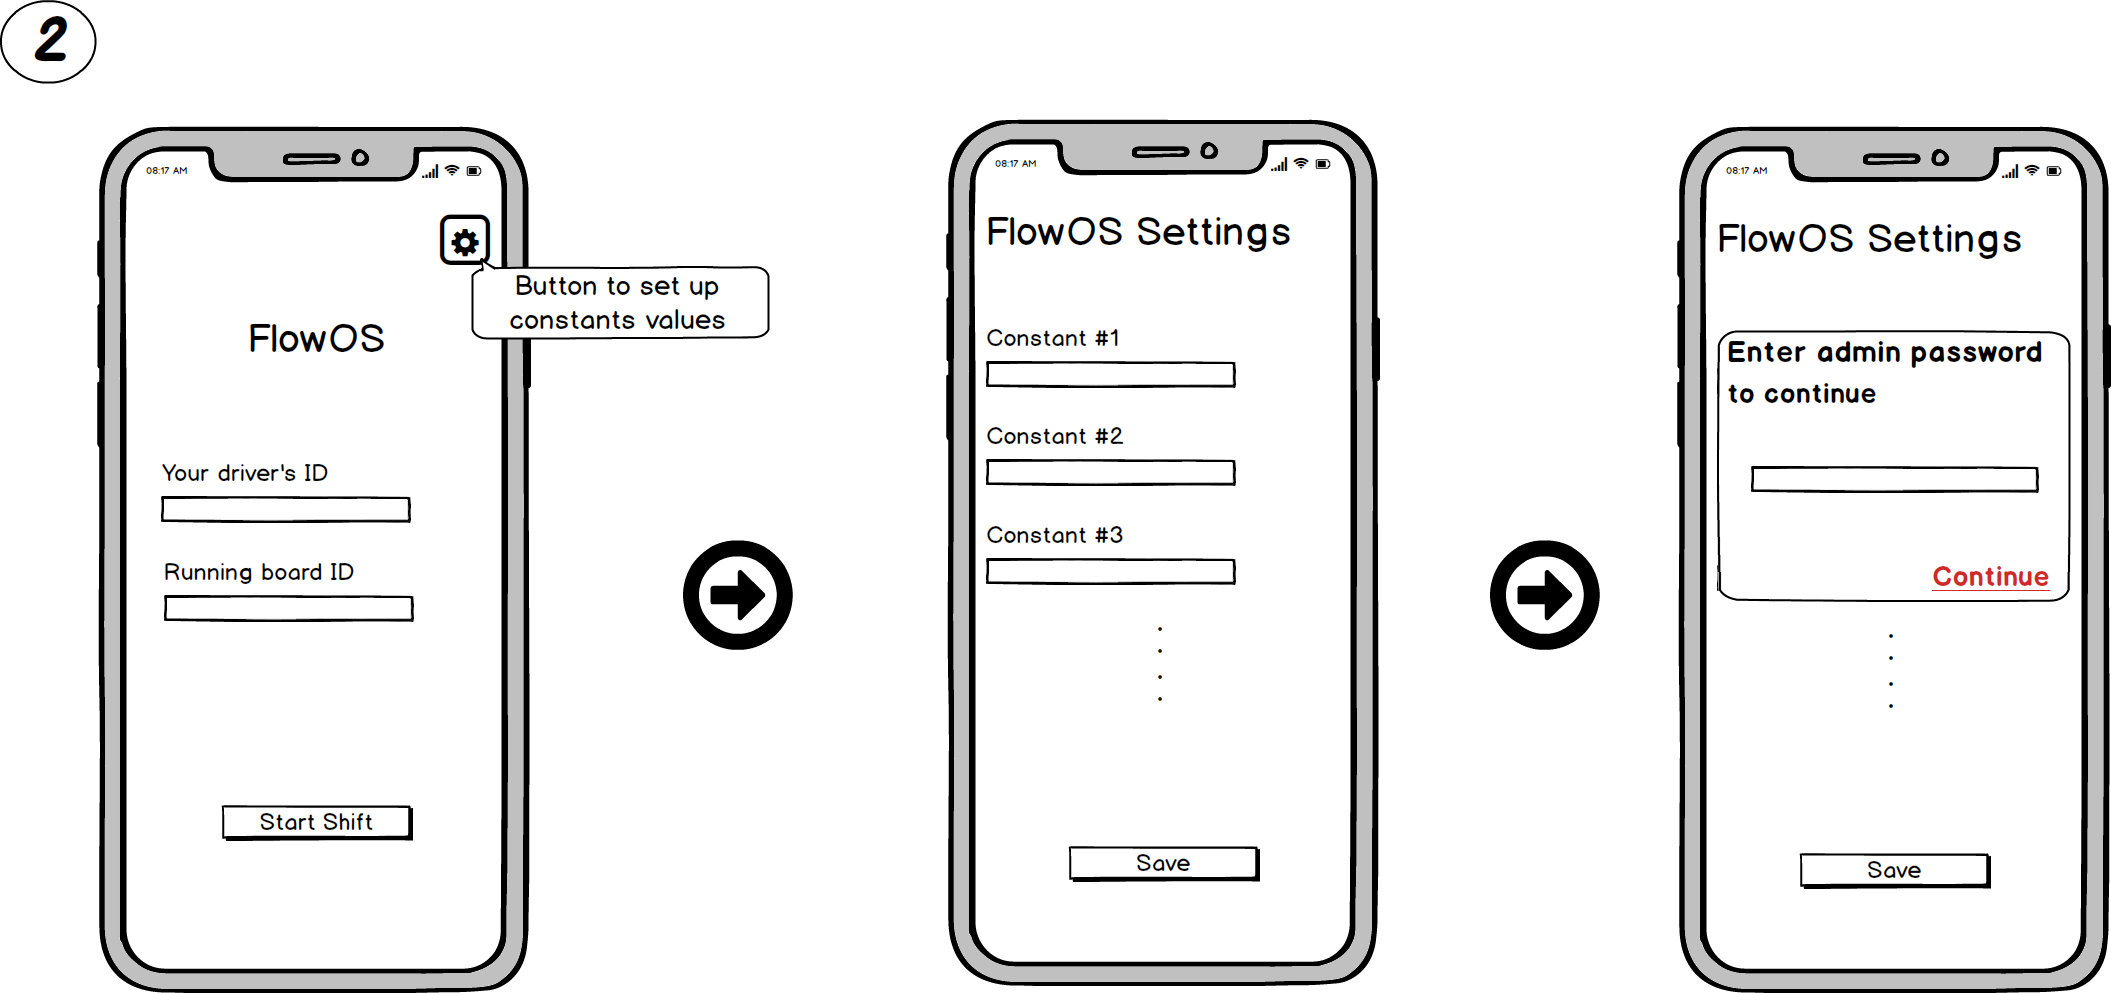 2
08:17 AM
FlowOS
Button to set up
constants values
Your driver's ID
Running board ID
Start Shift
08:17 AM
FlowOS Settings
Constant #1
Constant #2
Constant #3
.
.
.
.
Save
08:17 AM
FlowOS Settings
Enter admin password
to continue
Continue
.
.
.
.
Save